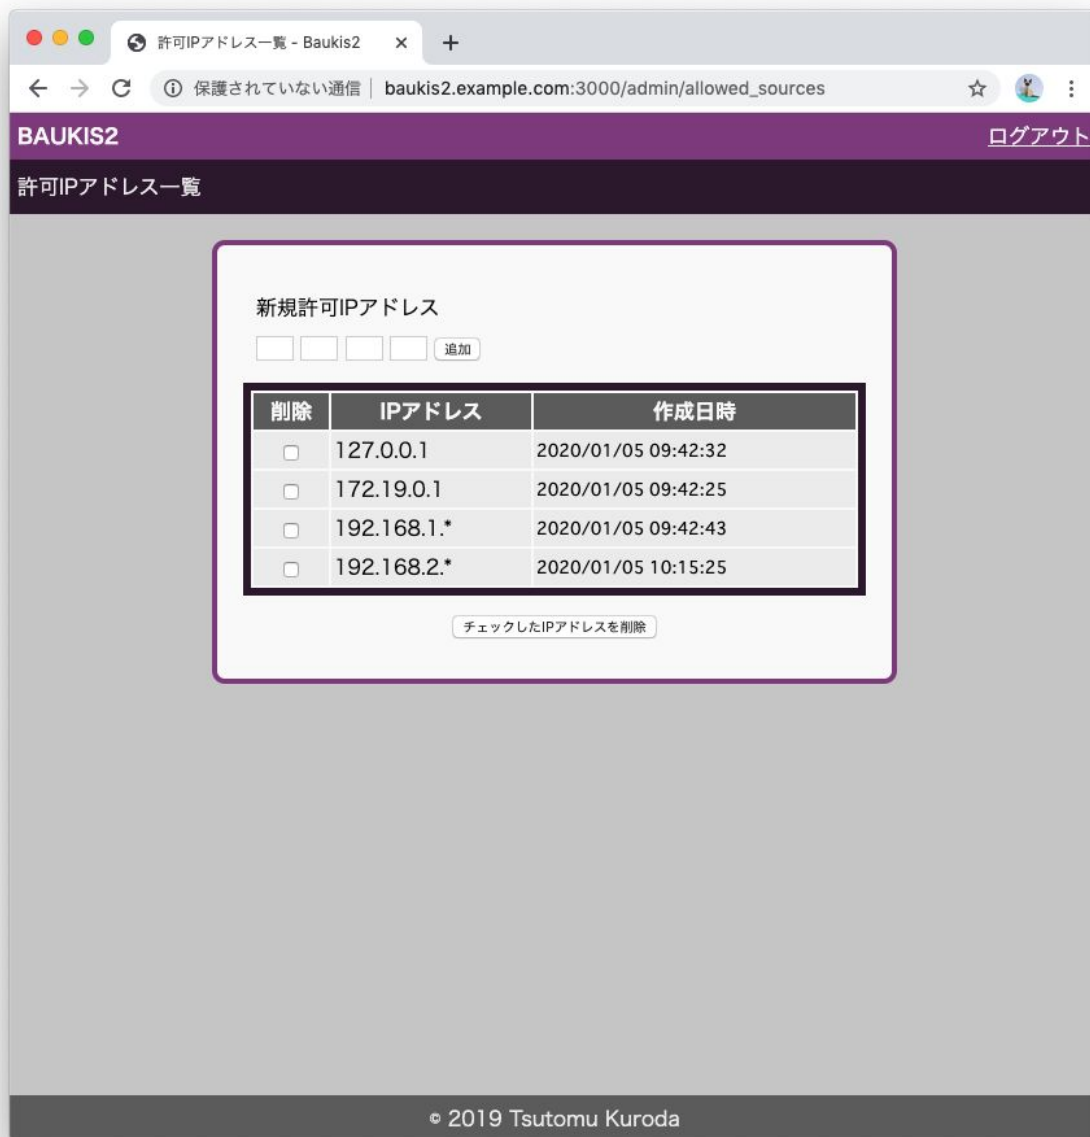 許可IPアドレス一覧 - Baukis2
保護されていない通信 | baukis2.example.com:3000/admin/allowed_sources
BAUKIS2 ログアウト
許可IPアドレス一覧
新規許可IPアドレス
追加
削除 IPアドレス 作成日時
127.0.0.1 2020/01/05 09:42:32
172.19.0.1 2020/01/05 09:42:25
192.168.1.* 2020/01/05 09:42:43
192.168.2.* 2020/01/05 10:15:25
チェックしたIPアドレスを削除
© 2019 Tsutomu Kuroda